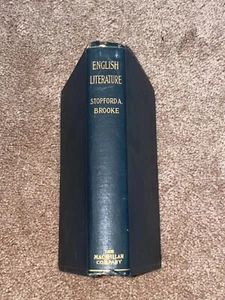 ENGLISH
LITERATURE
STOPFORD A.
BROOKE
THE
MACMILLAN
COMPANY